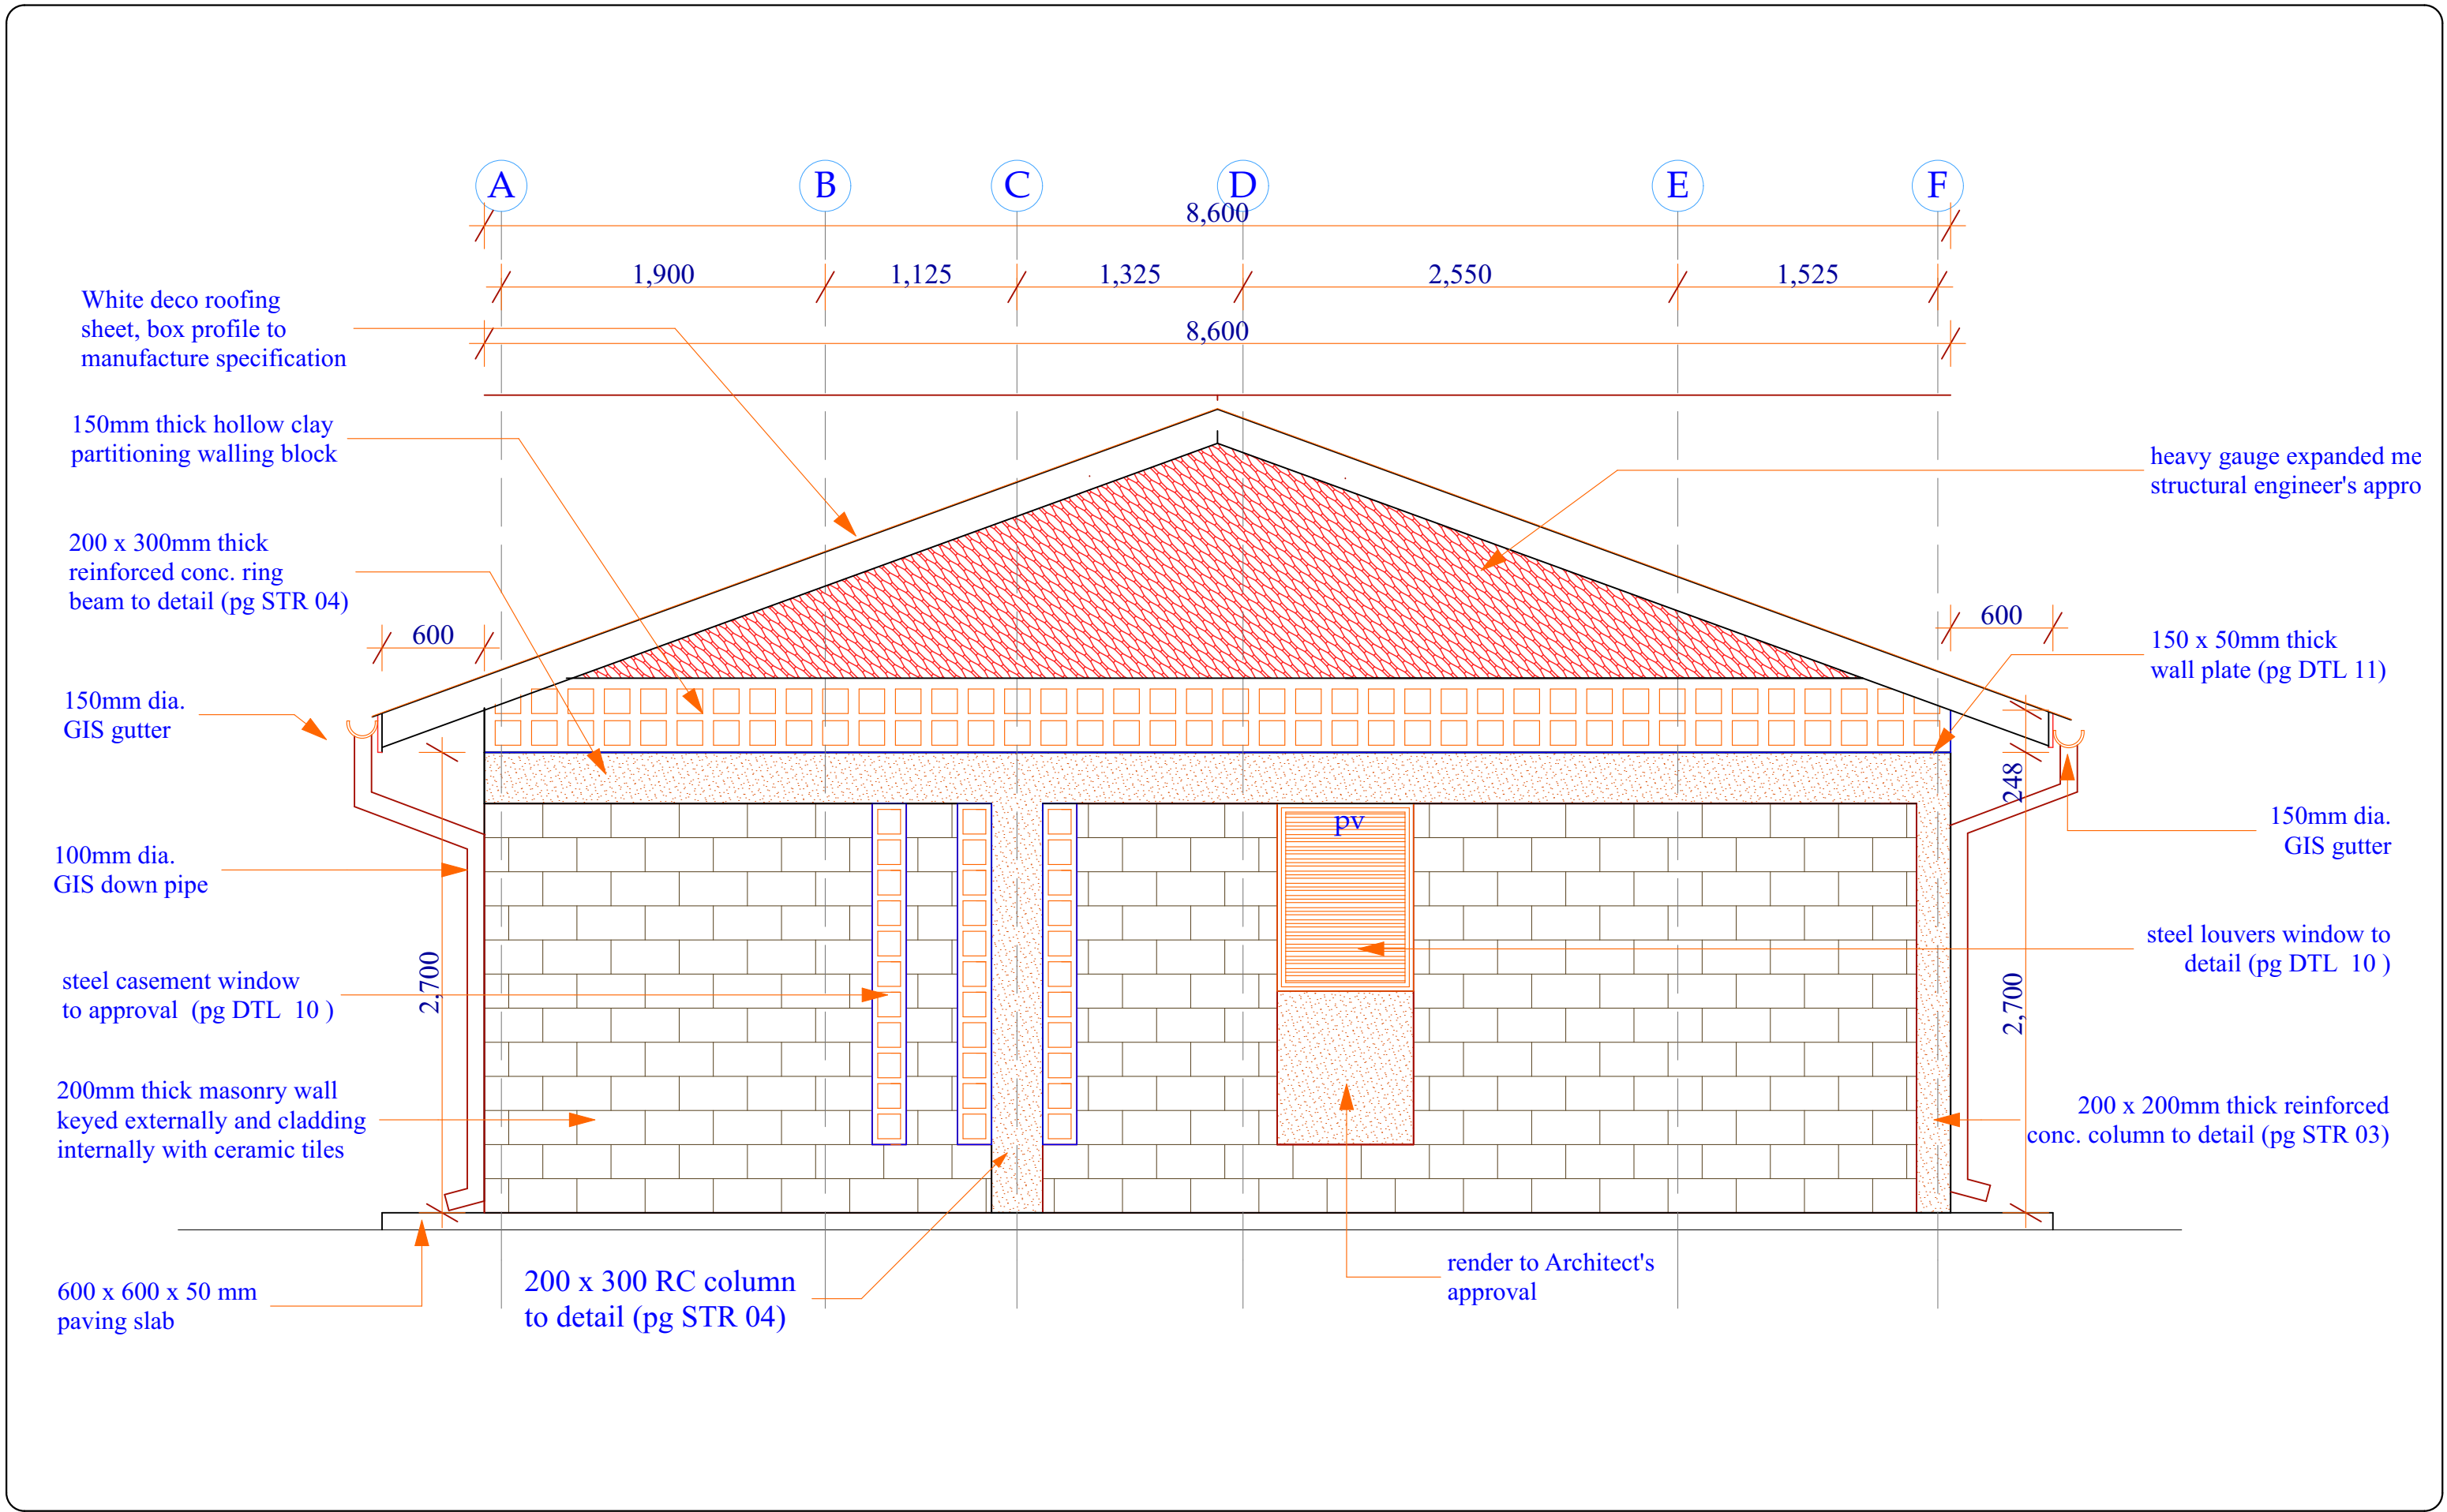 A B C D E F
8,600
1,900 1,125 1,325 2,550 1,525
8,600
White deco roofing
sheet, box profile to
manufacture specification
150mm thick hollow clay
partitioning walling block
200 x 300mm thick
reinforced conc. ring
beam to detail (pg STR 04)
600
150mm dia.
GIS gutter
100mm dia.
GIS down pipe
2,700
steel casement window
to approval (pg DTL 10 )
200mm thick masonry wall
keyed externally and cladding
internally with ceramic tiles
600 x 600 x 50 mm
paving slab
200 x 300 RC column
to detail (pg STR 04)
pv
render to Architect's
approval
heavy gauge expanded me
structural engineer's appro
600
150 x 50mm thick
wall plate (pg DTL 11)
248
150mm dia.
GIS gutter
steel louvers window to
detail (pg DTL 10 )
2,700
200 x 200mm thick reinforced
conc. column to detail (pg STR 03)